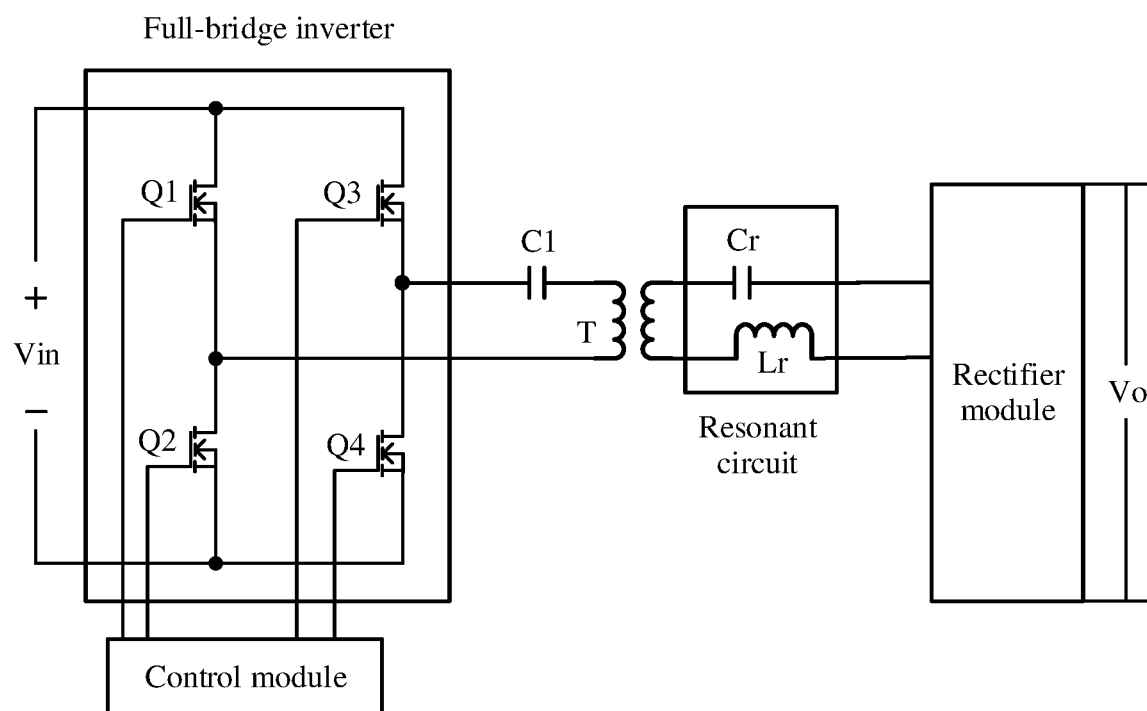 Full-bridge inverter
Q1
Q3
C1
Cr
+
Vin
−
T
Lr
Rectifier
module
Vo
Q2
Q4
Resonant
circuit
Control module